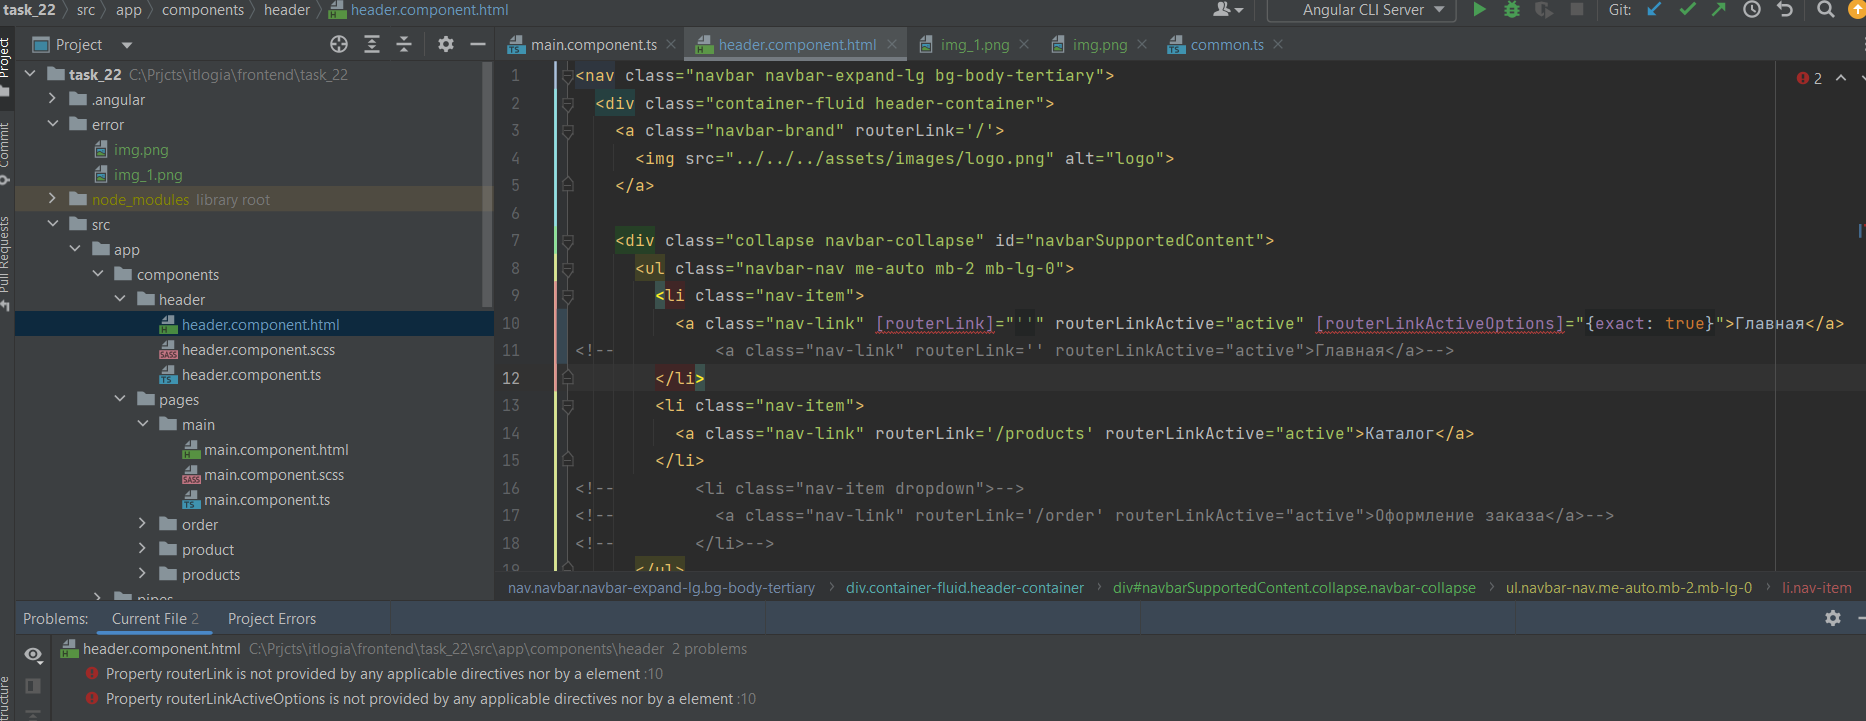 task_22 > src > app > components > header > header.component.html
Angular CLI Server
Git:
Project
Commit
Pull Requests
Project
task_22 C:\Prjcts\itlogia\frontend\task_22
.angular
error
img.png
img_1.png
node_modules library root
src
app
components
header
header.component.html
header.component.scss
header.component.ts
pages
main
main.component.html
main.component.scss
main.component.ts
order
product
products
pipes
main.component.ts
header.component.html
img_1.png
img.png
common.ts
2
1 <nav class="navbar navbar-expand-lg bg-body-tertiary">
2 <div class="container-fluid header-container">
3 <a class="navbar-brand" routerLink='/'>
4 <img src="../../../assets/images/logo.png" alt="logo">
5 </a>
6
7 <div class="collapse navbar-collapse" id="navbarSupportedContent">
8 <ul class="navbar-nav me-auto mb-2 mb-lg-0">
9 <li class="nav-item">
10 <a class="nav-link" [routerLink]="''" routerLinkActive="active" [routerLinkActiveOptions]="{exact: true}">Главная</a>
11 <!-- <a class="nav-link" routerLink='' routerLinkActive="active">Главная</a>-->
12 </li>
13 <li class="nav-item">
14 <a class="nav-link" routerLink='/products' routerLinkActive="active">Каталог</a>
15 </li>
16 <!-- <li class="nav-item dropdown">-->
17 <!-- <a class="nav-link" routerLink='/order' routerLinkActive="active">Оформление заказа</a>-->
18 <!-- </li>-->
19 </ul>
nav.navbar.navbar-expand-lg.bg-body-tertiary > div.container-fluid.header-container > div#navbarSupportedContent.collapse.navbar-collapse > ul.navbar-nav.me-auto.mb-2.mb-lg-0 > li.nav-item
Problems: Current File 2 Project Errors
header.component.html C:\Prjcts\itlogia\frontend\task_22\src\app\components\header 2 problems
Property routerLink is not provided by any applicable directives nor by a element :10
Property routerLinkActiveOptions is not provided by any applicable directives nor by a element :10